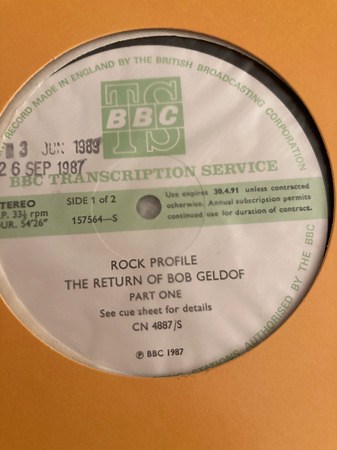 RECORD MADE IN ENGLAND BY THE BRITISH BROADCASTING CORPORATION
TS
BBC
3 JUN 1989
26 SEP 1987
BBC TRANSCRIPTION SERVICE
STEREO
L.P. 33⅓ rpm
DUR. 54'26"
SIDE 1 of 2
157564—S
Use expires 30.4.91 unless contracted
otherwise. Annual subscription permits
continued use for duration of contract.
ROCK PROFILE
THE RETURN OF BOB GELDOF
PART ONE
See cue sheet for details
CN 4887/S
℗ BBC 1987
STATIONS AUTHORISED BY THE BBC